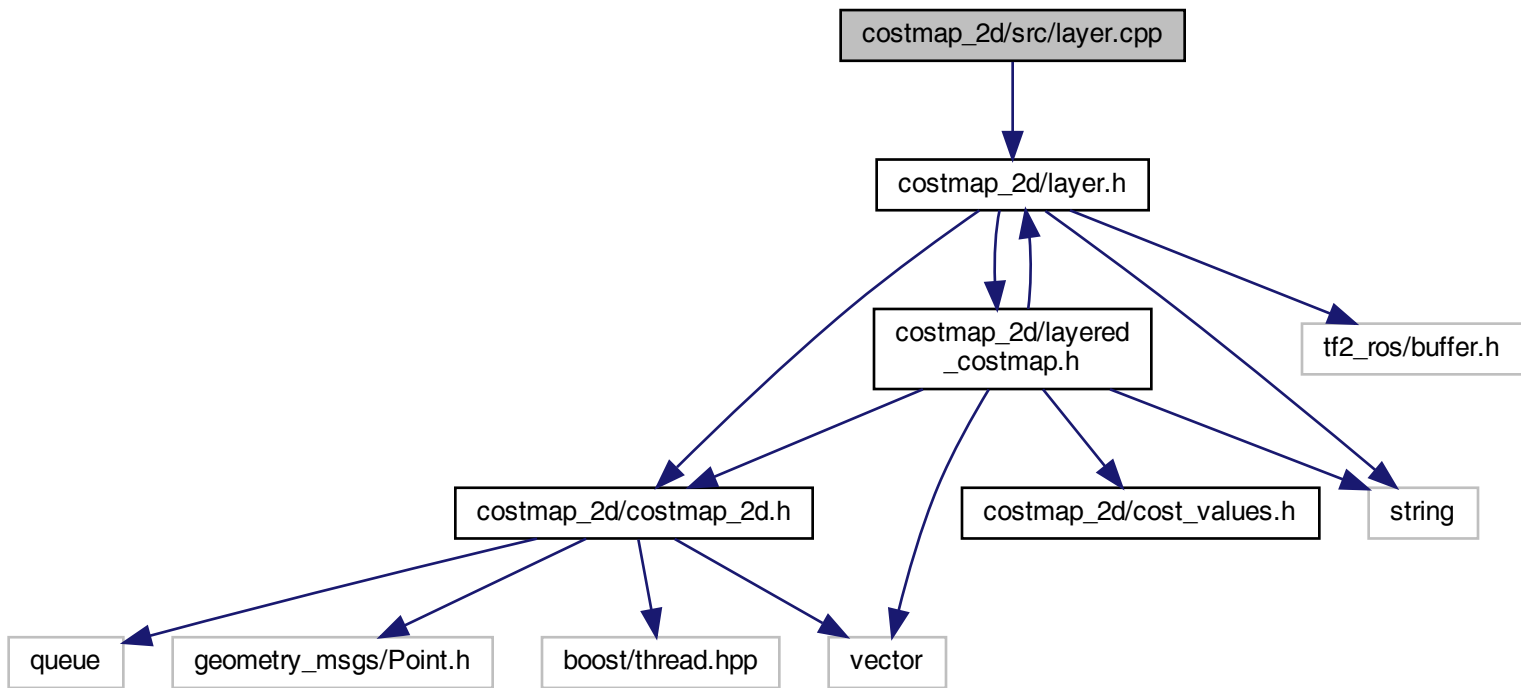 costmap_2d/src/layer.cpp
costmap_2d/layer.h
costmap_2d/layered
_costmap.h
tf2_ros/buffer.h
costmap_2d/costmap_2d.h
costmap_2d/cost_values.h
string
queue
geometry_msgs/Point.h
boost/thread.hpp
vector